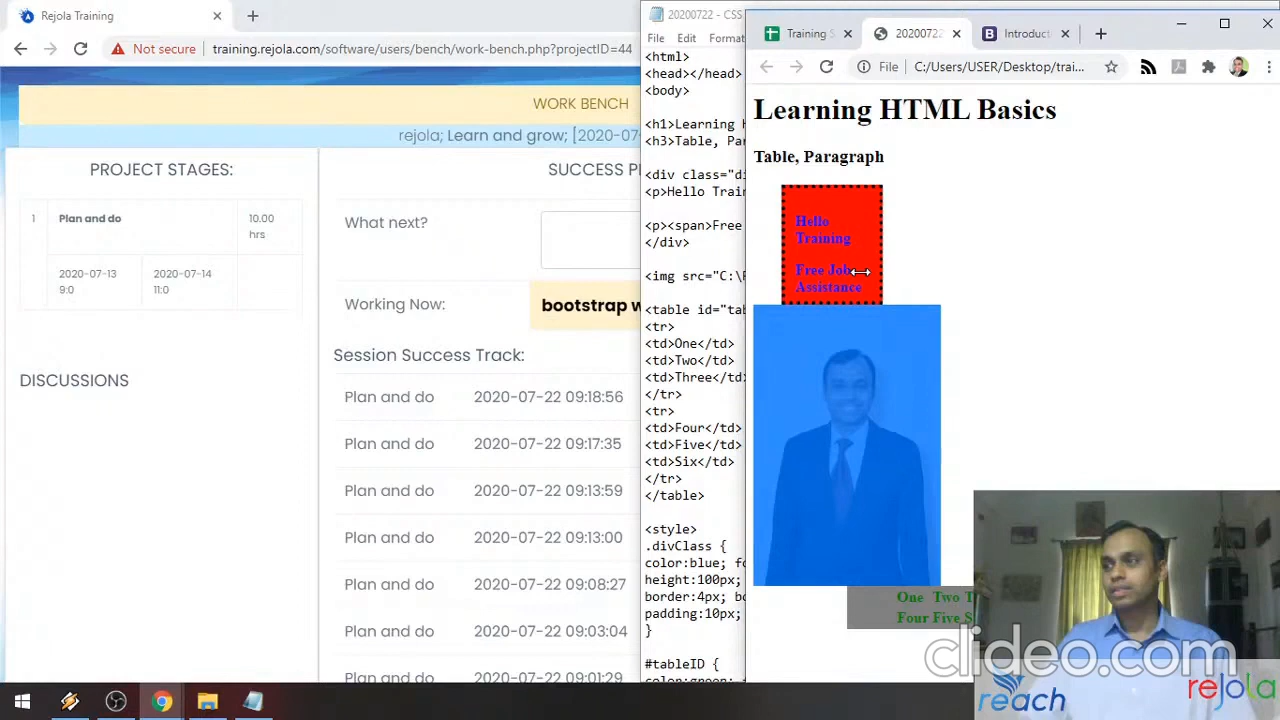 Rejola Training
Not secure
training.rejola.com/software/users/bench/work-bench.php?projectID=44
WORK BENCH
rejola; Learn and grow; [2020-07-
PROJECT STAGES:
1
Plan and do
10.00
hrs
2020-07-13
9:0
2020-07-14
11:0
DISCUSSIONS
SUCCESS P
What next?
Working Now:
bootstrap w
Session Success Track:
Plan and do 2020-07-22 09:18:56
Plan and do 2020-07-22 09:17:35
Plan and do 2020-07-22 09:13:59
Plan and do 2020-07-22 09:13:00
Plan and do 2020-07-22 09:08:27
Plan and do 2020-07-22 09:03:04
Plan and do 2020-07-22 09:01:29
20200722 - CSS
File Edit Format
<html>
<head></head>
<body>
<h1>Learning H
<h3>Table, Par
<div class="di
<p>Hello Train
<p><span>Free
</div>
<img src="C:\
<table id="tab
<tr>
<td>One</td>
<td>Two</td>
<td>Three</td>
</tr>
<tr>
<td>Four</td>
<td>Five</td>
<td>Six</td>
</tr>
</table>
<style>
.divClass {
color:blue; fo
height:100px;
border:4px; bo
padding:10px;
}
#tableID {
Training S
20200722
Introduct
File
C:/Users/USER/Desktop/trai...
Learning HTML Basics
Table, Paragraph
Hello
Training
Free Job
Assistance
One Two T
Four Five S
clideo.com
reach
rejola